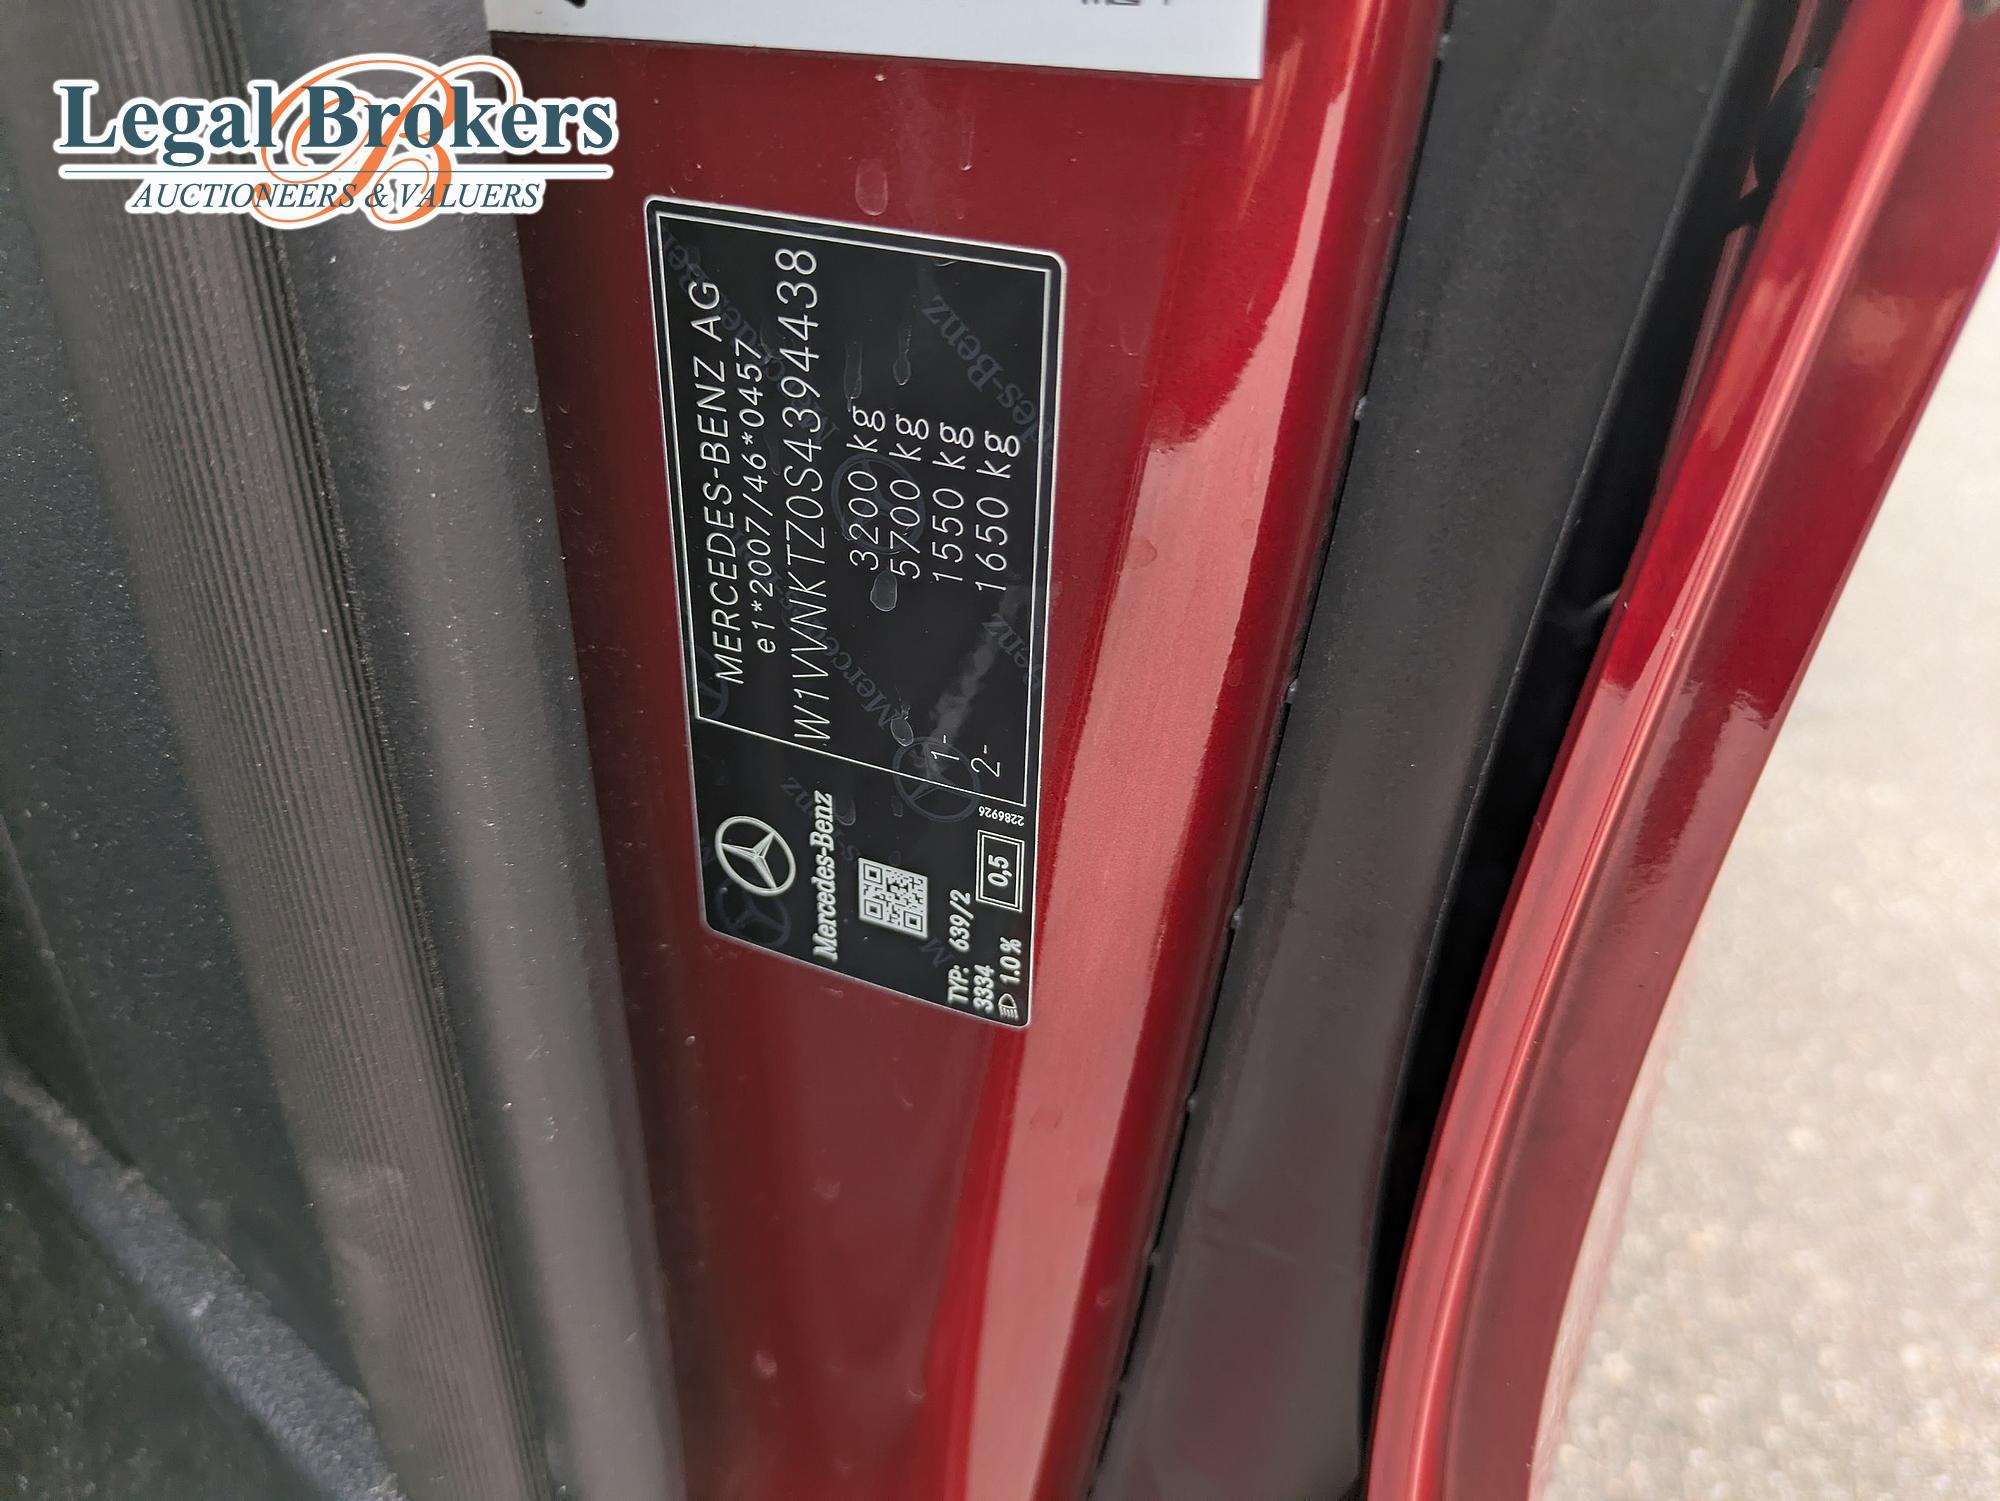 Legal Brokers
AUCTIONEERS & VALUERS
MERCEDES-BENZ AG
e1*2007/46*0457
W1VVNKTZ0S4394438
3200 kg
5700 kg
1- 1550 kg
2- 1650 kg
Mercedes-Benz
TYP: 639/2
3334
1.0 %
0,5
2286926